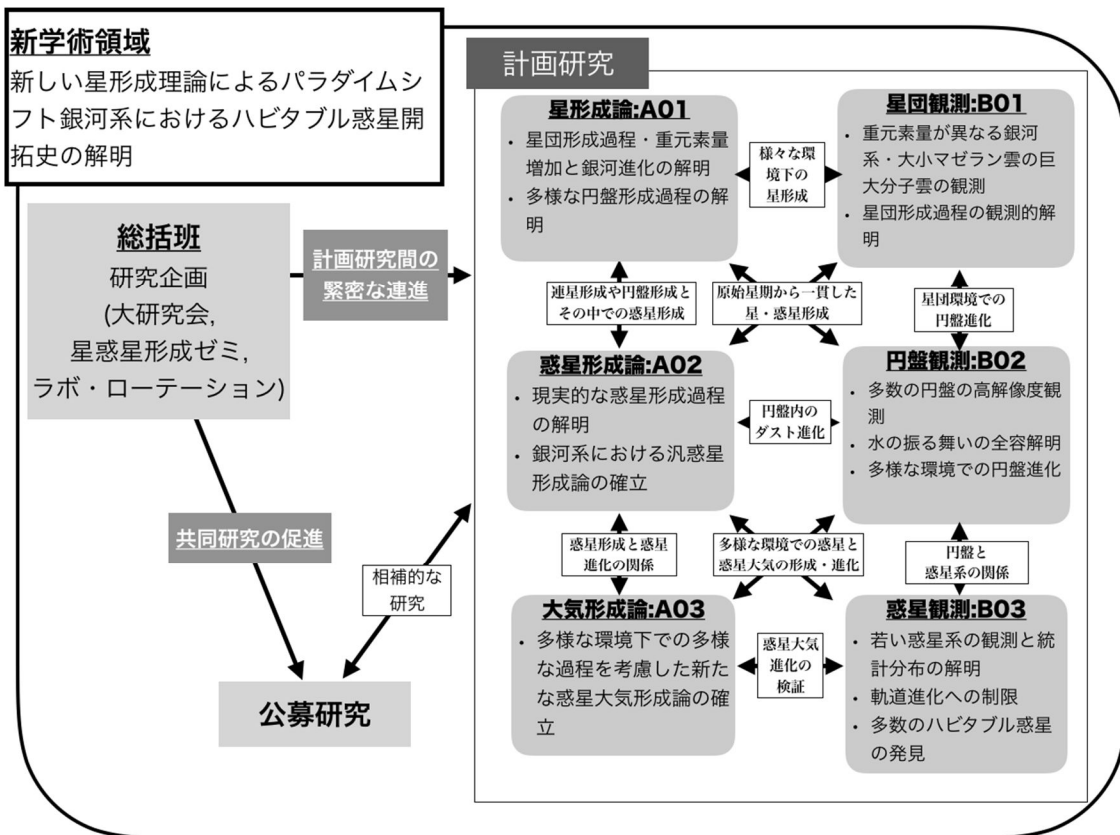 新学術領域
新しい星形成理論によるパラダイムシ
フト銀河系におけるハビタブル惑星開
拓史の解明
総括班
研究企画
(大研究会,
星惑星形成ゼミ,
ラボ・ローテーション)
計画研究間の
緊密な連進
共同研究の促進
相補的な
研究
公募研究
計画研究
星形成論:A01
• 星団形成過程・重元素量
増加と銀河進化の解明
• 多様な円盤形成過程の解
明
様々な環
境下の
星形成
星団観測:B01
• 重元素量が異なる銀河
系・大小マゼラン雲の巨
大分子雲の観測
• 星団形成過程の観測的解
明
連星形成や円盤形成と
その中での惑星形成
原始星期から一貫した
星・惑星形成
星団環境での
円盤進化
惑星形成論:A02
• 現実的な惑星形成過程
の解明
• 銀河系における汎惑星
形成論の確立
円盤内の
ダスト進化
円盤観測:B02
• 多数の円盤の高解像度観
測
• 水の振る舞いの全容解明
• 多様な環境での円盤進化
惑星形成と惑星
進化の関係
多様な環境での惑星と
惑星大気の形成・進化
円盤と
惑星系の関係
大気形成論:A03
• 多様な環境下での多様
な過程を考慮した新た
な惑星大気形成論の確
立
惑星大気
進化の
検証
惑星観測:B03
• 若い惑星系の観測と統
計分布の解明
• 軌道進化への制限
• 多数のハビタブル惑星
の発見